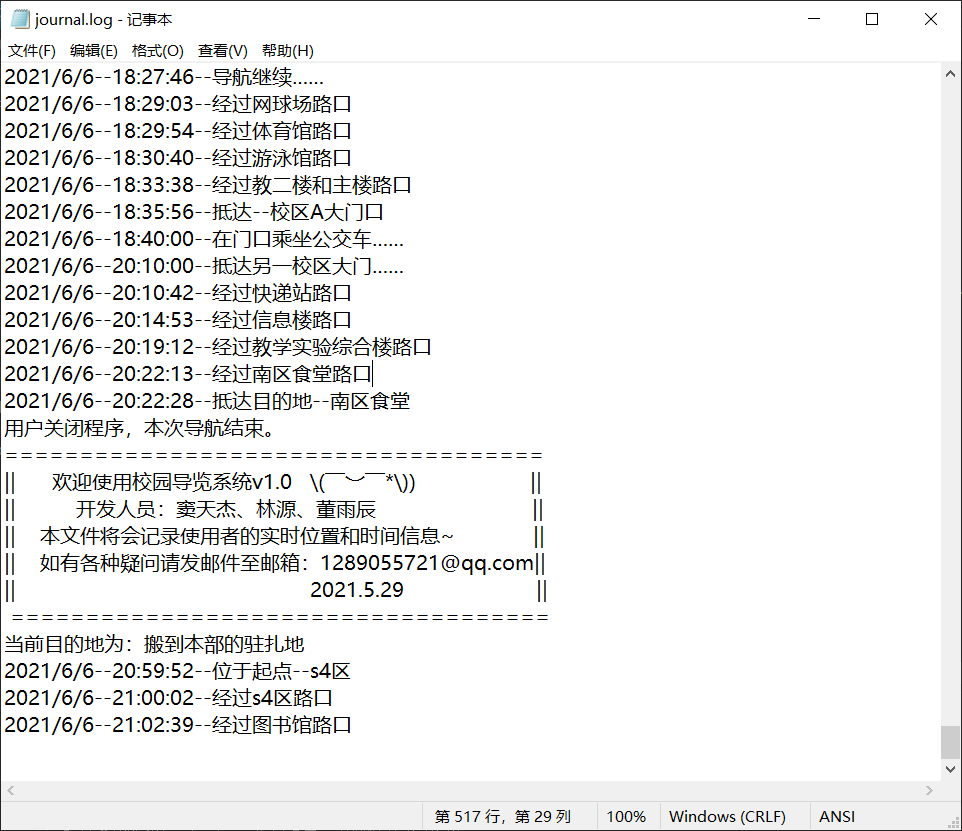 journal.log - 记事本
文件(F) 编辑(E) 格式(O) 查看(V) 帮助(H)
2021/6/6--18:27:46--导航继续......
2021/6/6--18:29:03--经过网球场路口
2021/6/6--18:29:54--经过体育馆路口
2021/6/6--18:30:40--经过游泳馆路口
2021/6/6--18:33:38--经过教二楼和主楼路口
2021/6/6--18:35:56--抵达--校区A大门口
2021/6/6--18:40:00--在门口乘坐公交车......
2021/6/6--20:10:00--抵达另一校区大门......
2021/6/6--20:10:42--经过快递站路口
2021/6/6--20:14:53--经过信息楼路口
2021/6/6--20:19:12--经过教学实验综合楼路口
2021/6/6--20:22:13--经过南区食堂路口
2021/6/6--20:22:28--抵达目的地--南区食堂
用户关闭程序，本次导航结束。
====================================
|| 欢迎使用校园导览系统v1.0 \(￣︶￣*\)) ||
|| 开发人员：窦天杰、林源、董雨辰 ||
|| 本文件将会记录使用者的实时位置和时间信息~ ||
|| 如有各种疑问请发邮件至邮箱：1289055721@qq.com||
|| 2021.5.29 ||
====================================
当前目的地为：搬到本部的驻扎地
2021/6/6--20:59:52--位于起点--s4区
2021/6/6--21:00:02--经过s4区路口
2021/6/6--21:02:39--经过图书馆路口
第 517 行，第 29 列 100% Windows (CRLF) ANSI